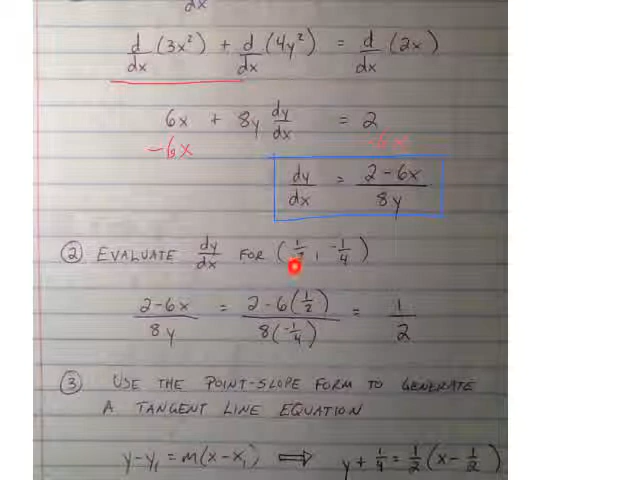 dx
d/dx (3x²) + d/dx (4y²) = d/dx (2x)
6x + 8y dy/dx = 2
-6x -6x
dy/dx = (2-6x)/8y
② EVALUATE dy/dx FOR (1/2, -1/4)
(2-6x)/8y = (2-6(1/2))/(8(-1/4)) = 1/2
③ USE THE POINT-SLOPE FORM TO GENERATE
A TANGENT LINE EQUATION
y-y₁ = m(x-x₁) ⟹ y + 1/4 = 1/2 (x - 1/2)